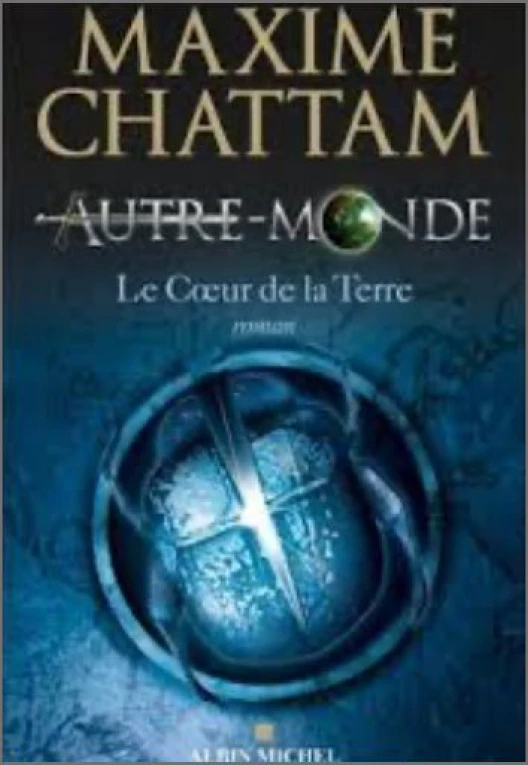 MAXIME
CHATTAM
AUTRE-MONDE
Le Cœur de la Terre
roman
ALBIN MICHEL